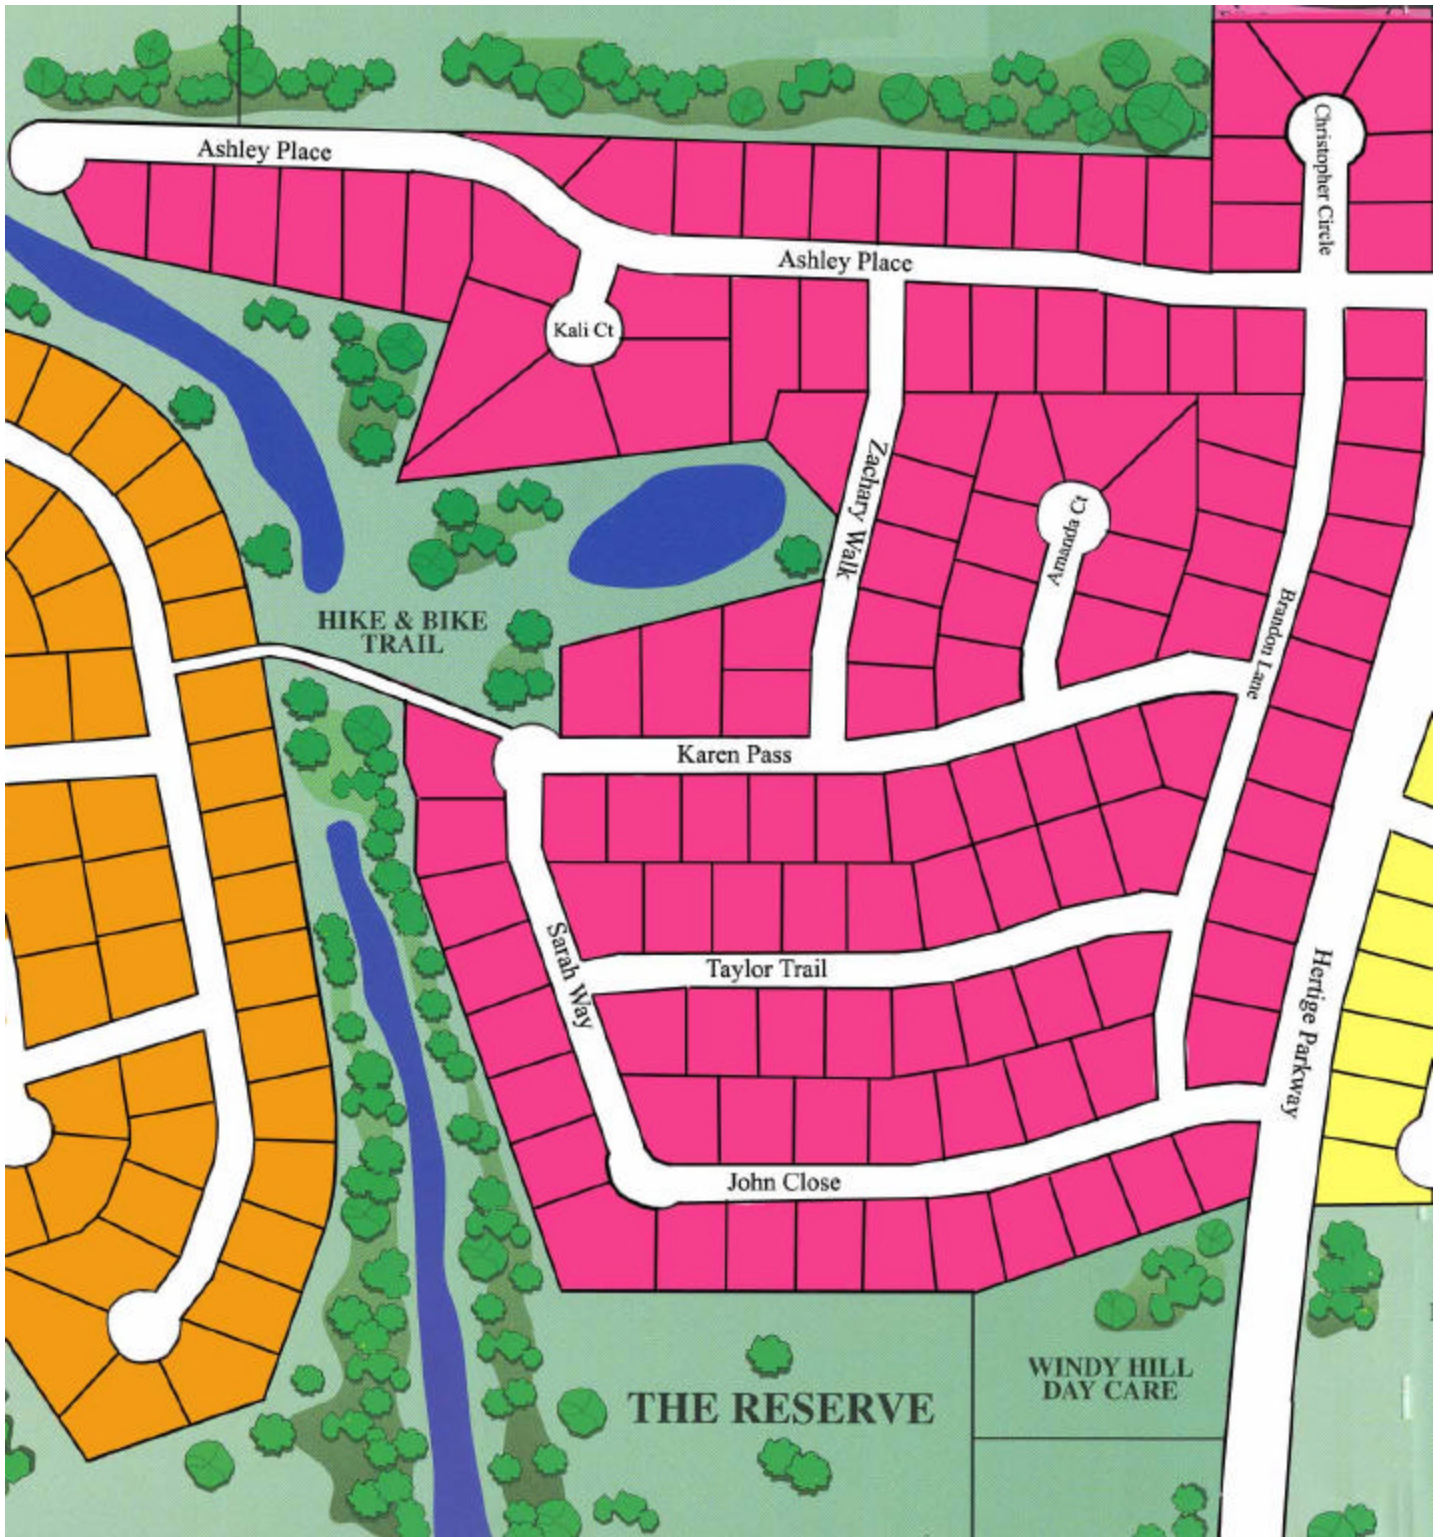 Christopher Circle
Ashley Place
Ashley Place
Kali Ct
Zachary Walk
Amanda Ct
HIKE & BIKE
TRAIL
Brandon Lane
Karen Pass
Sarah Way
Taylor Trail
Hertige Parkway
John Close
WINDY HILL
DAY CARE
THE RESERVE